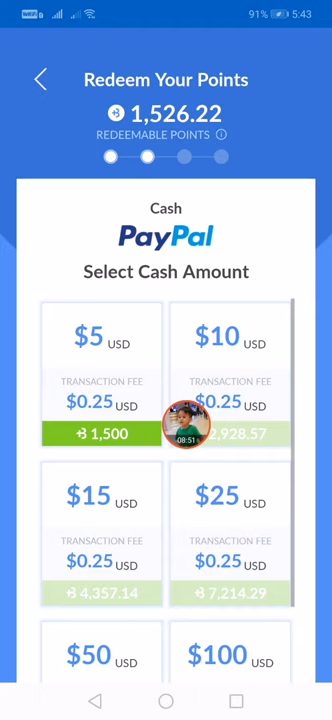 91% 5:43
Redeem Your Points
1,526.22
REDEEMABLE POINTS
Cash
PayPal
Select Cash Amount
$5 USD
TRANSACTION FEE
$0.25 USD
1,500
$10 USD
TRANSACTION FEE
$0.25 USD
2,928.57
08:51
$15 USD
TRANSACTION FEE
$0.25 USD
4,357.14
$25 USD
TRANSACTION FEE
$0.25 USD
7,214.29
$50 USD
$100 USD